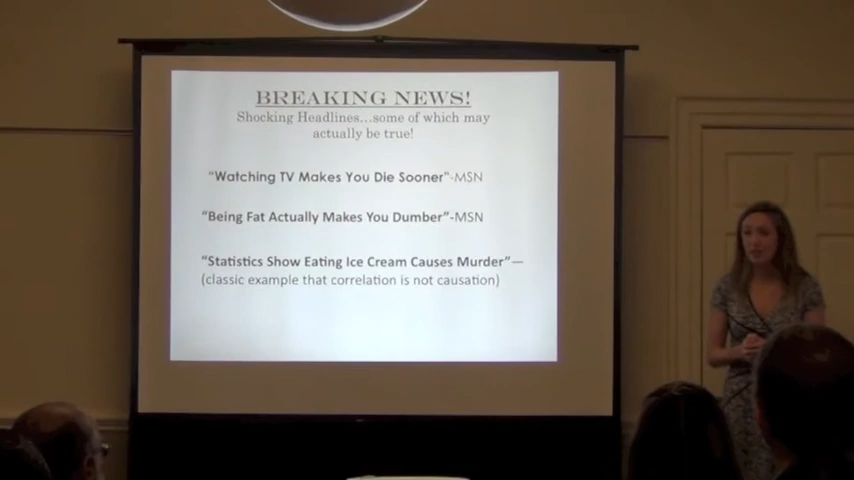 BREAKING NEWS!
Shocking Headlines...some of which may
actually be true!
"Watching TV Makes You Die Sooner"-MSN
"Being Fat Actually Makes You Dumber"-MSN
"Statistics Show Eating Ice Cream Causes Murder"—
(classic example that correlation is not causation)